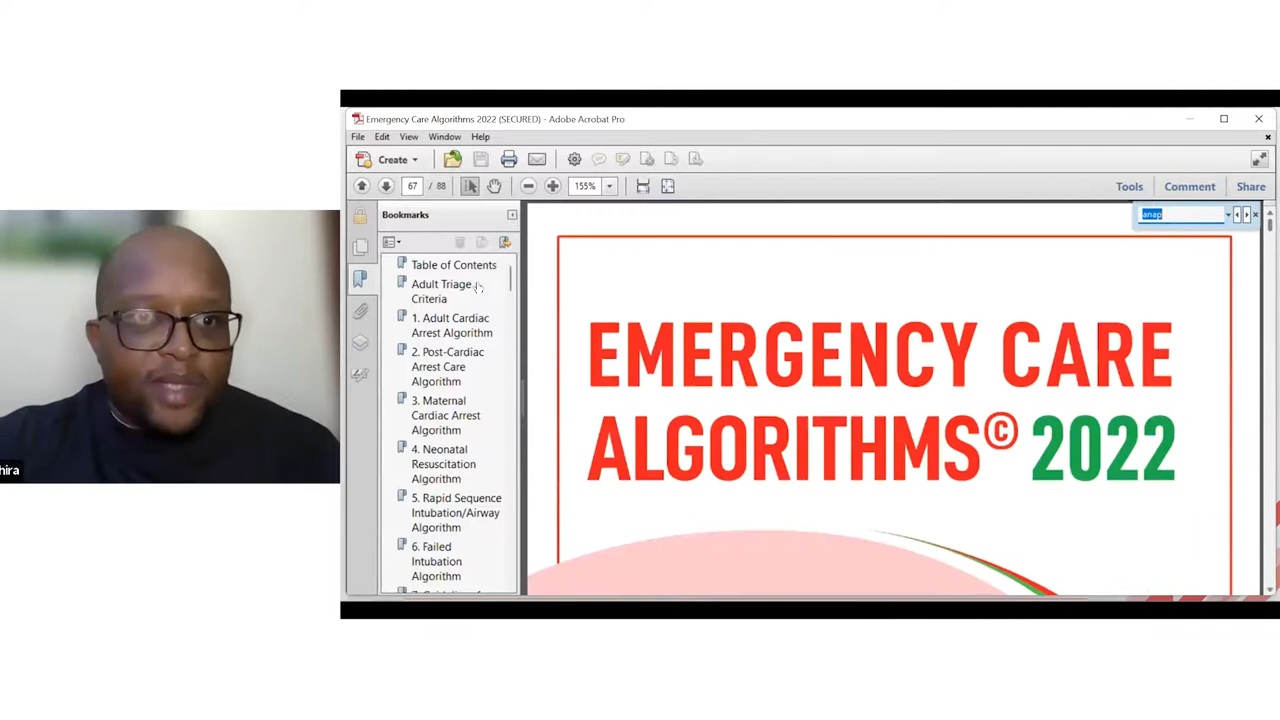 hira
Emergency Care Algorithms 2022 (SECURED) - Adobe Acrobat Pro
File Edit View Window Help
Create
67 / 88 155% Tools Comment Share
Bookmarks
anap
Table of Contents
Adult Triage
Criteria
1. Adult Cardiac
Arrest Algorithm
2. Post-Cardiac
Arrest Care
Algorithm
3. Maternal
Cardiac Arrest
Algorithm
4. Neonatal
Resuscitation
Algorithm
5. Rapid Sequence
Intubation/Airway
Algorithm
6. Failed
Intubation
Algorithm
EMERGENCY CARE
ALGORITHMS© 2022